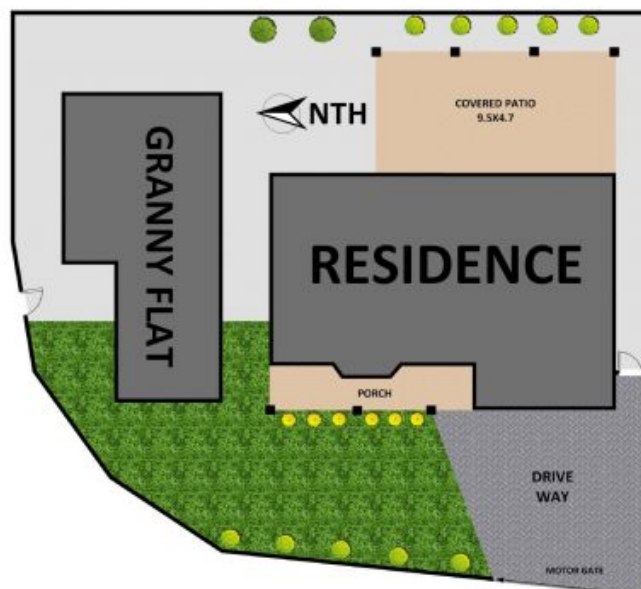 COVERED PATIO
9.5X4.7
NTH
GRANNY FLAT
RESIDENCE
PORCH
DRIVE
WAY
MOTOR GATE